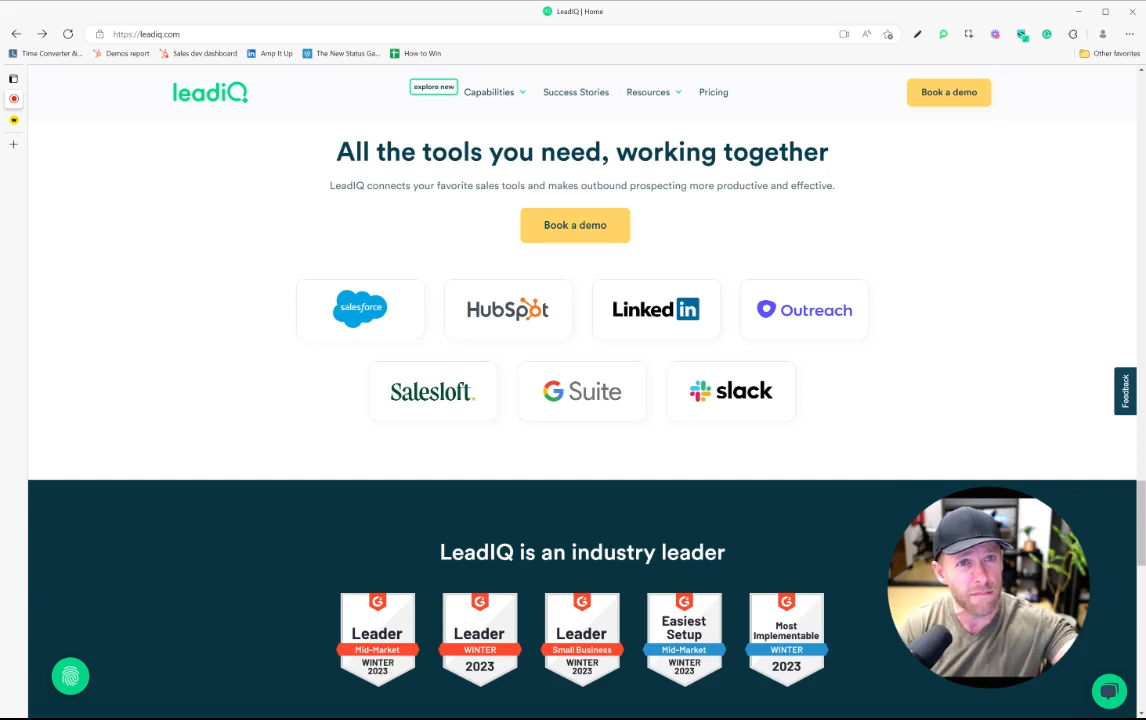 LeadIQ | Home
https://leadiq.com
Time Converter &...
Demos report
Sales dev dashboard
Amp It Up
The New Status Ga...
How to Win
Other favorites
leadiQ
explore new
Capabilities
Success Stories
Resources
Pricing
Book a demo
All the tools you need, working together
LeadIQ connects your favorite sales tools and makes outbound prospecting more productive and effective.
Book a demo
salesforce
HubSpot
Linked in
Outreach
Salesloft.
G Suite
slack
Feedback
LeadIQ is an industry leader
Leader
Mid-Market
WINTER
2023
Leader
WINTER
2023
Leader
Small Business
WINTER
2023
Easiest
Setup
Mid-Market
WINTER
2023
Most
Implementable
WINTER
2023